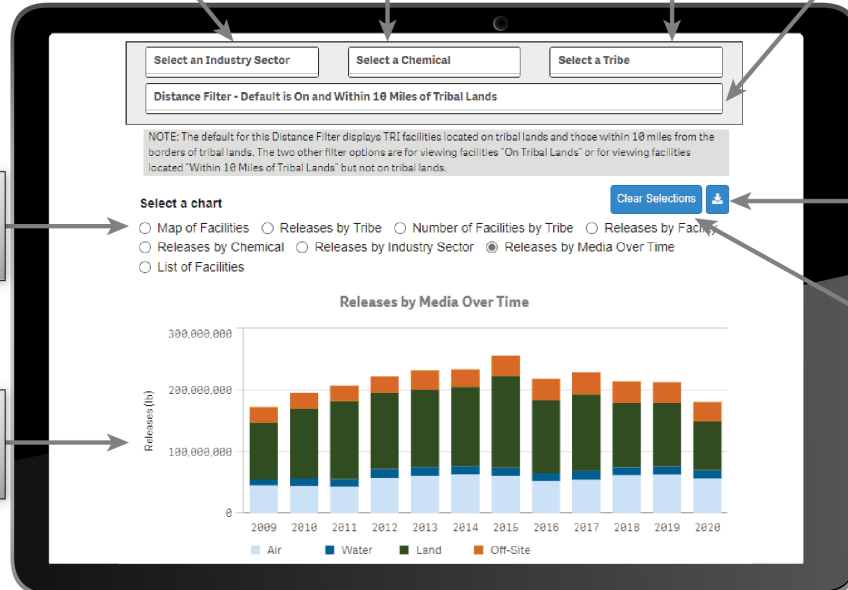 Select an Industry Sector
Select a Chemical
Select a Tribe
Distance Filter - Default is On and Within 10 Miles of Tribal Lands
NOTE: The default for this Distance Filter displays TRI facilities located on tribal lands and those within 10 miles from the
borders of tribal lands. The two other filter options are for viewing facilities "On Tribal Lands" or for viewing facilities
located "Within 10 Miles of Tribal Lands" but not on tribal lands.
Select a chart
Clear Selections
Map of Facilities Releases by Tribe Number of Facilities by Tribe Releases by Facility
Releases by Chemical Releases by Industry Sector Releases by Media Over Time
List of Facilities
Releases by Media Over Time
Releases (lb)
300,000,000
200,000,000
100,000,000
0
2009 2010 2011 2012 2013 2014 2015 2016 2017 2018 2019 2020
Air Water Land Off-Site